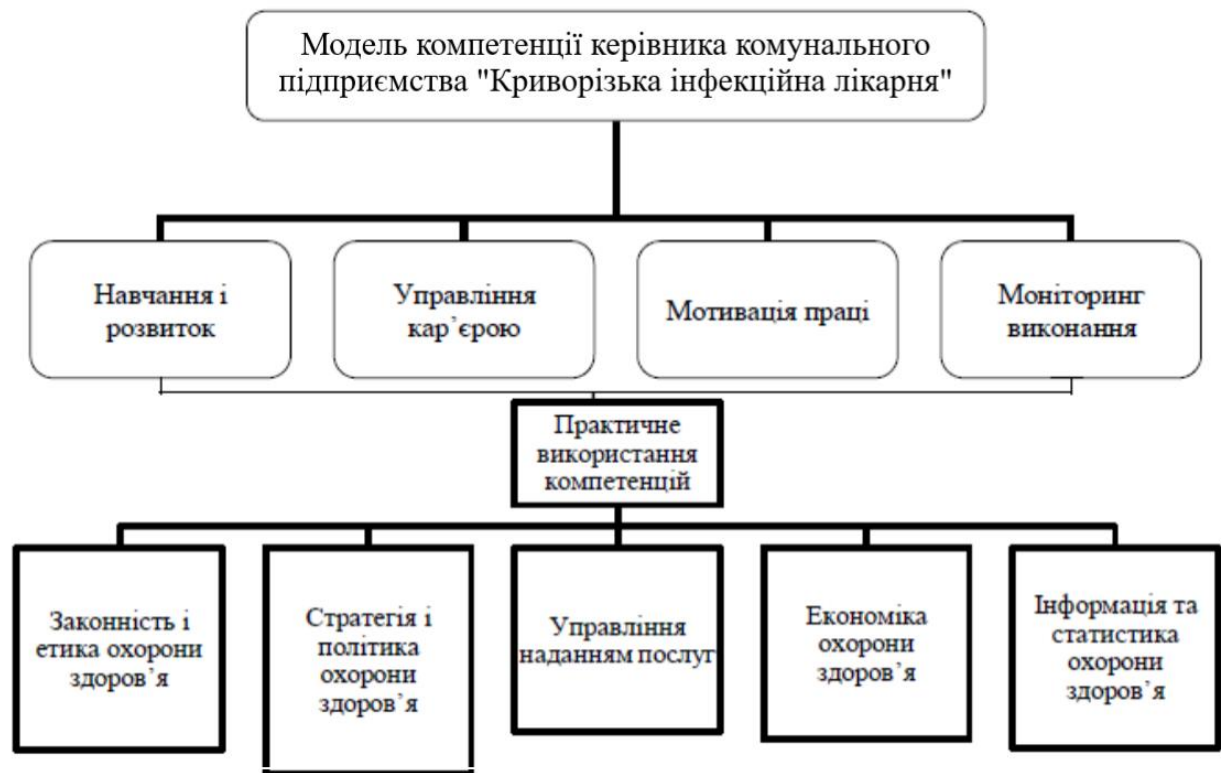 Модель компетенції керівника комунального
підприємства "Криворізька інфекційна лікарня"
Навчання і
розвиток
Управління
кар’єрою
Мотивація праці
Моніторинг
виконання
Практичне
використання
компетенцій
Законність і
етика охорони
здоров’я
Стратегія і
політика
охорони
здоров’я
Управління
наданням послуг
Економіка
охорони
здоров’я
Інформація та
статистика
охорони
здоров’я